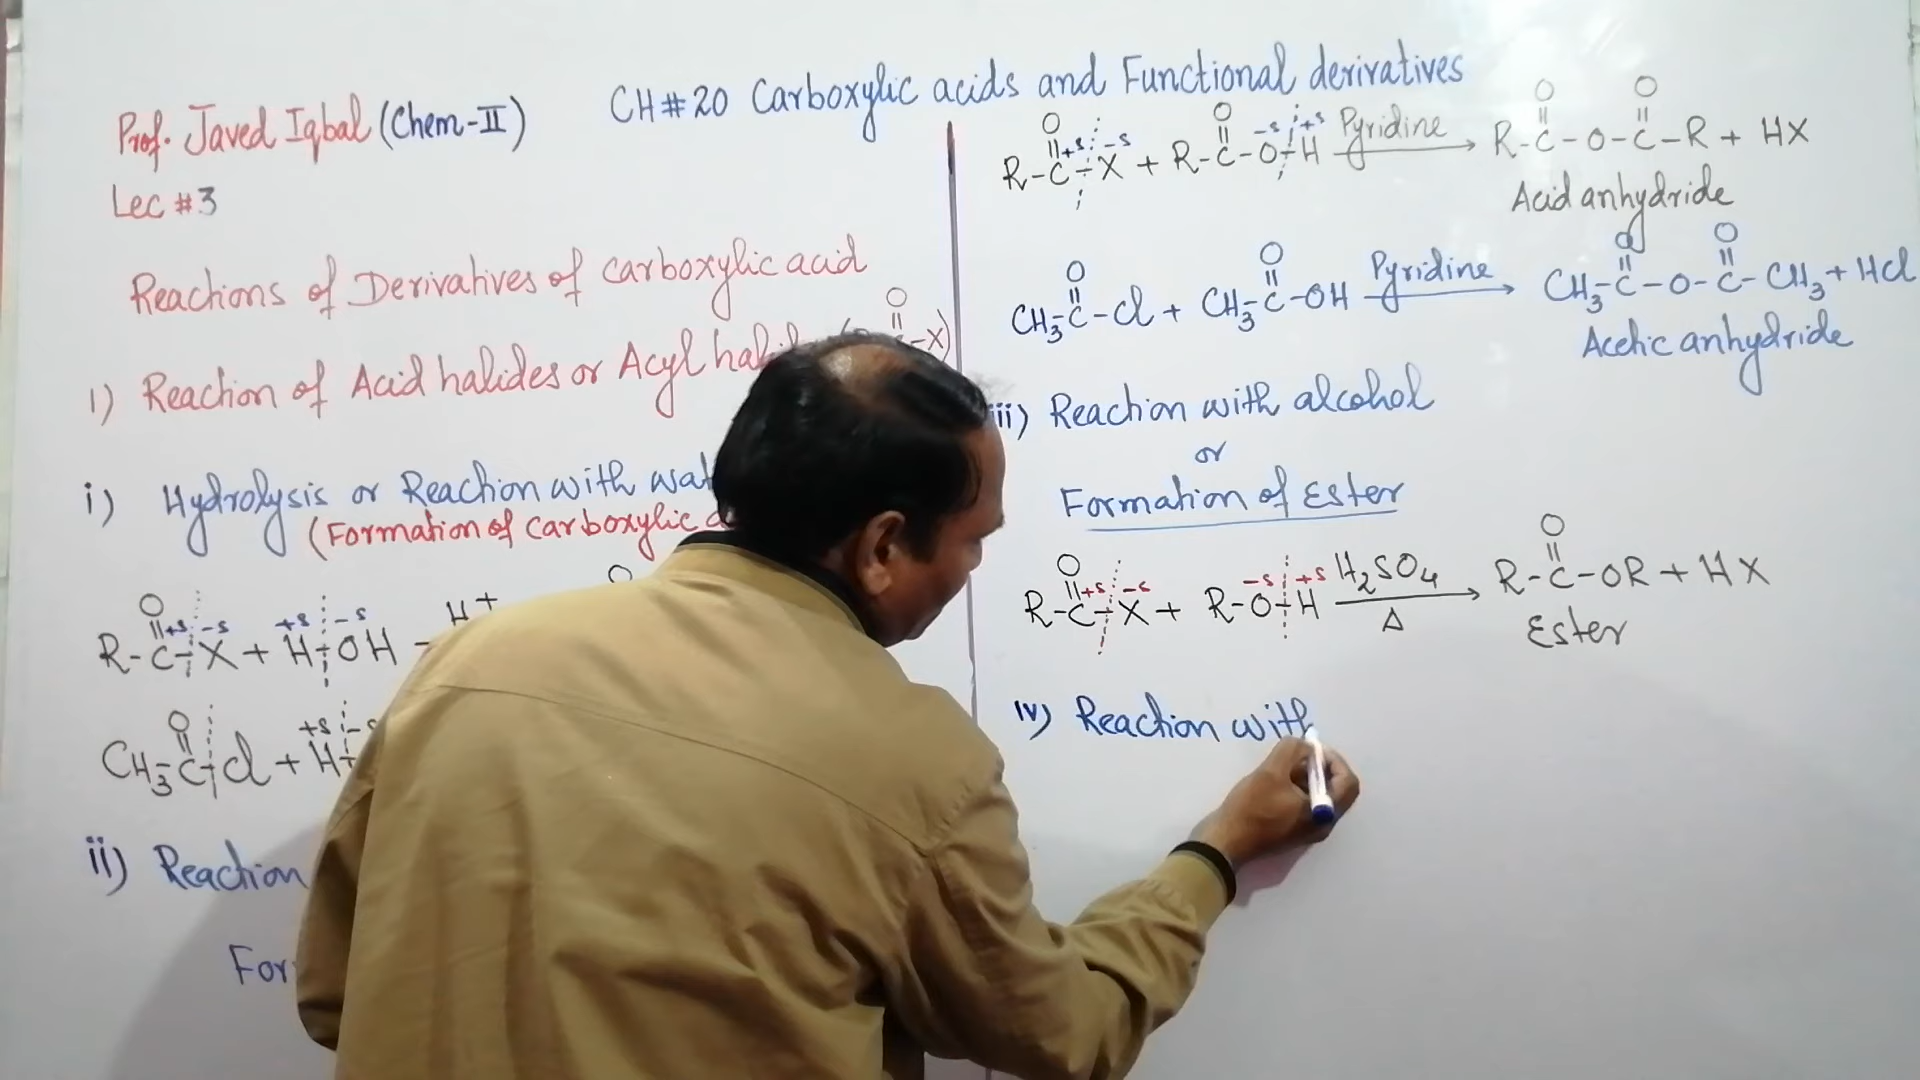 CH#20 Carboxylic acids and Functional derivatives
Prof. Javed Iqbal (Chem-II)
Lec #3
Reactions of Derivatives of carboxylic acid
1) Reaction of Acid halides or Acyl
O
-X)
i) Hydrolysis or Reaction with
(Formation of carboxylic
O
R-C-X + H-OH
+δ -δ +δ -δ
H+
O
CH3-C-Cl + H
+δ -δ
ii) Reaction
O O
R-C-X + R-C-O-H Pyridine → R-C-O-C-R + HX
+δ -δ -δ +δ
O O
Acid anhydride
O O O O
CH3-C-Cl + CH3-C-OH Pyridine → CH3-C-O-C-CH3 + HCl
Acetic anhydride
iii) Reaction with alcohol
or
Formation of Ester
O O
R-C-X + R-O-H H2SO4 → R-C-OR + HX
+δ -δ -δ +δ
Δ
Ester
iv) Reaction with